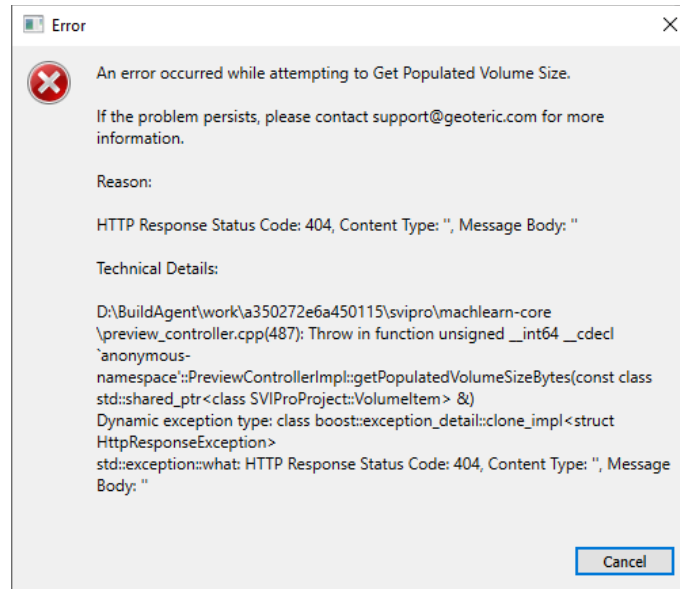 Error
An error occurred while attempting to Get Populated Volume Size.
If the problem persists, please contact support@geoteric.com for more
information.
Reason:
HTTP Response Status Code: 404, Content Type: '', Message Body: ''
Technical Details:
D:\BuildAgent\work\a350272e6a450115\svipro\machlearn-core
\preview_controller.cpp(487): Throw in function unsigned __int64 __cdecl
`anonymous-
namespace'::PreviewControllerImpl::getPopulatedVolumeSizeBytes(const class
std::shared_ptr<class SVIProProject::VolumeItem> &)
Dynamic exception type: class boost::exception_detail::clone_impl<struct
HttpResponseException>
std::exception::what: HTTP Response Status Code: 404, Content Type: '', Message
Body: ''
Cancel